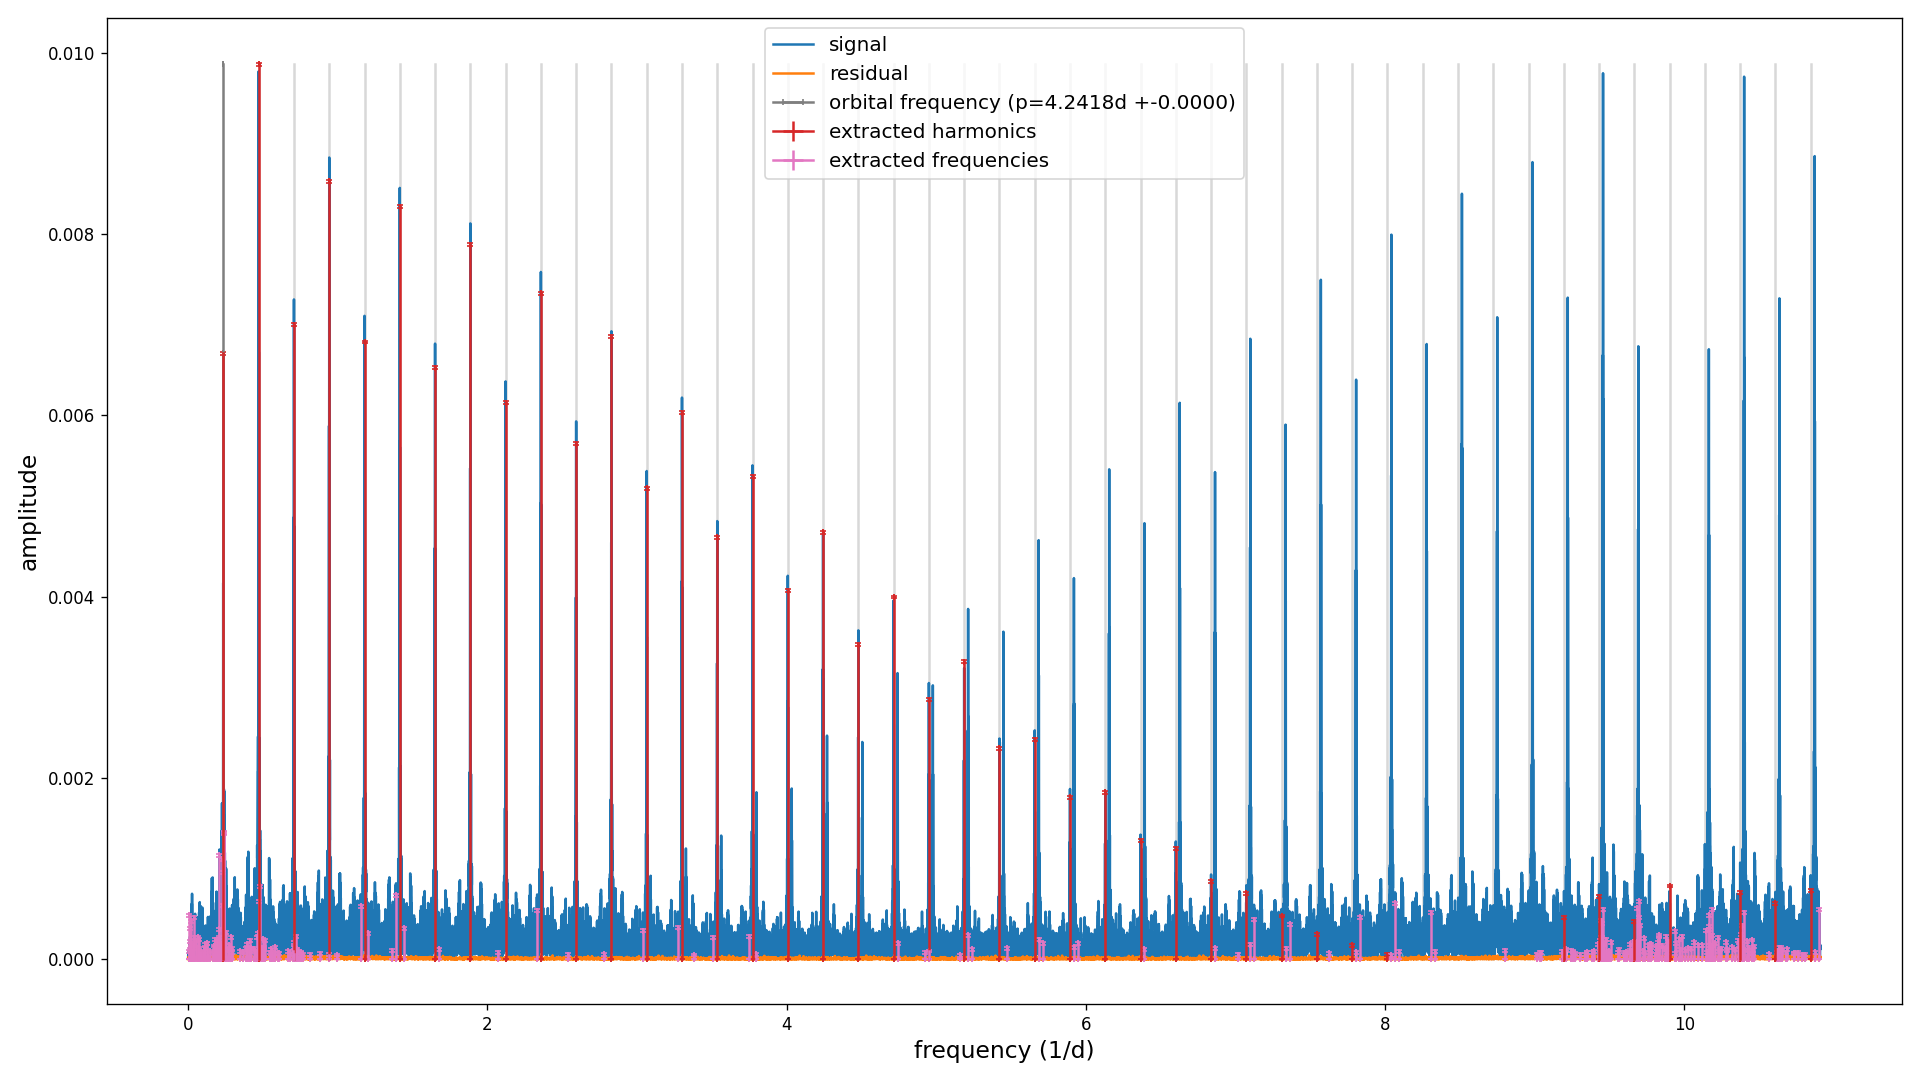 signal
residual
orbital frequency (p=4.2418d +-0.0000)
extracted harmonics
extracted frequencies
0.010
0.008
0.006
0.004
0.002
0.000
amplitude
0 2 4 6 8 10
frequency (1/d)